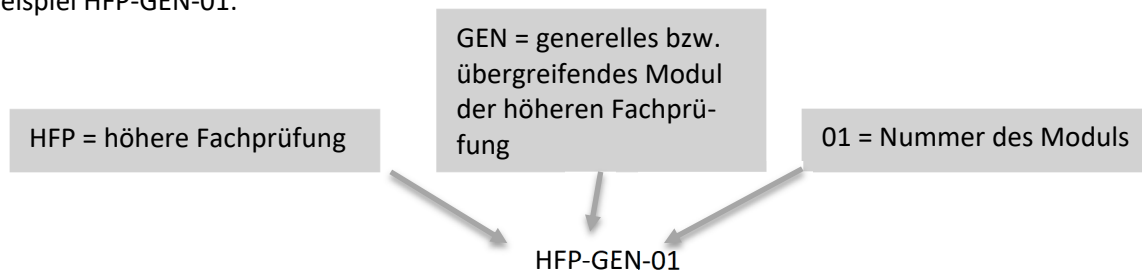 HFP-GEN-01.
GEN = generelles bzw.
übergreifendes Modul
der höheren Fachprü-
fung
HFP = höhere Fachprüfung
01 = Nummer des Moduls
HFP-GEN-01